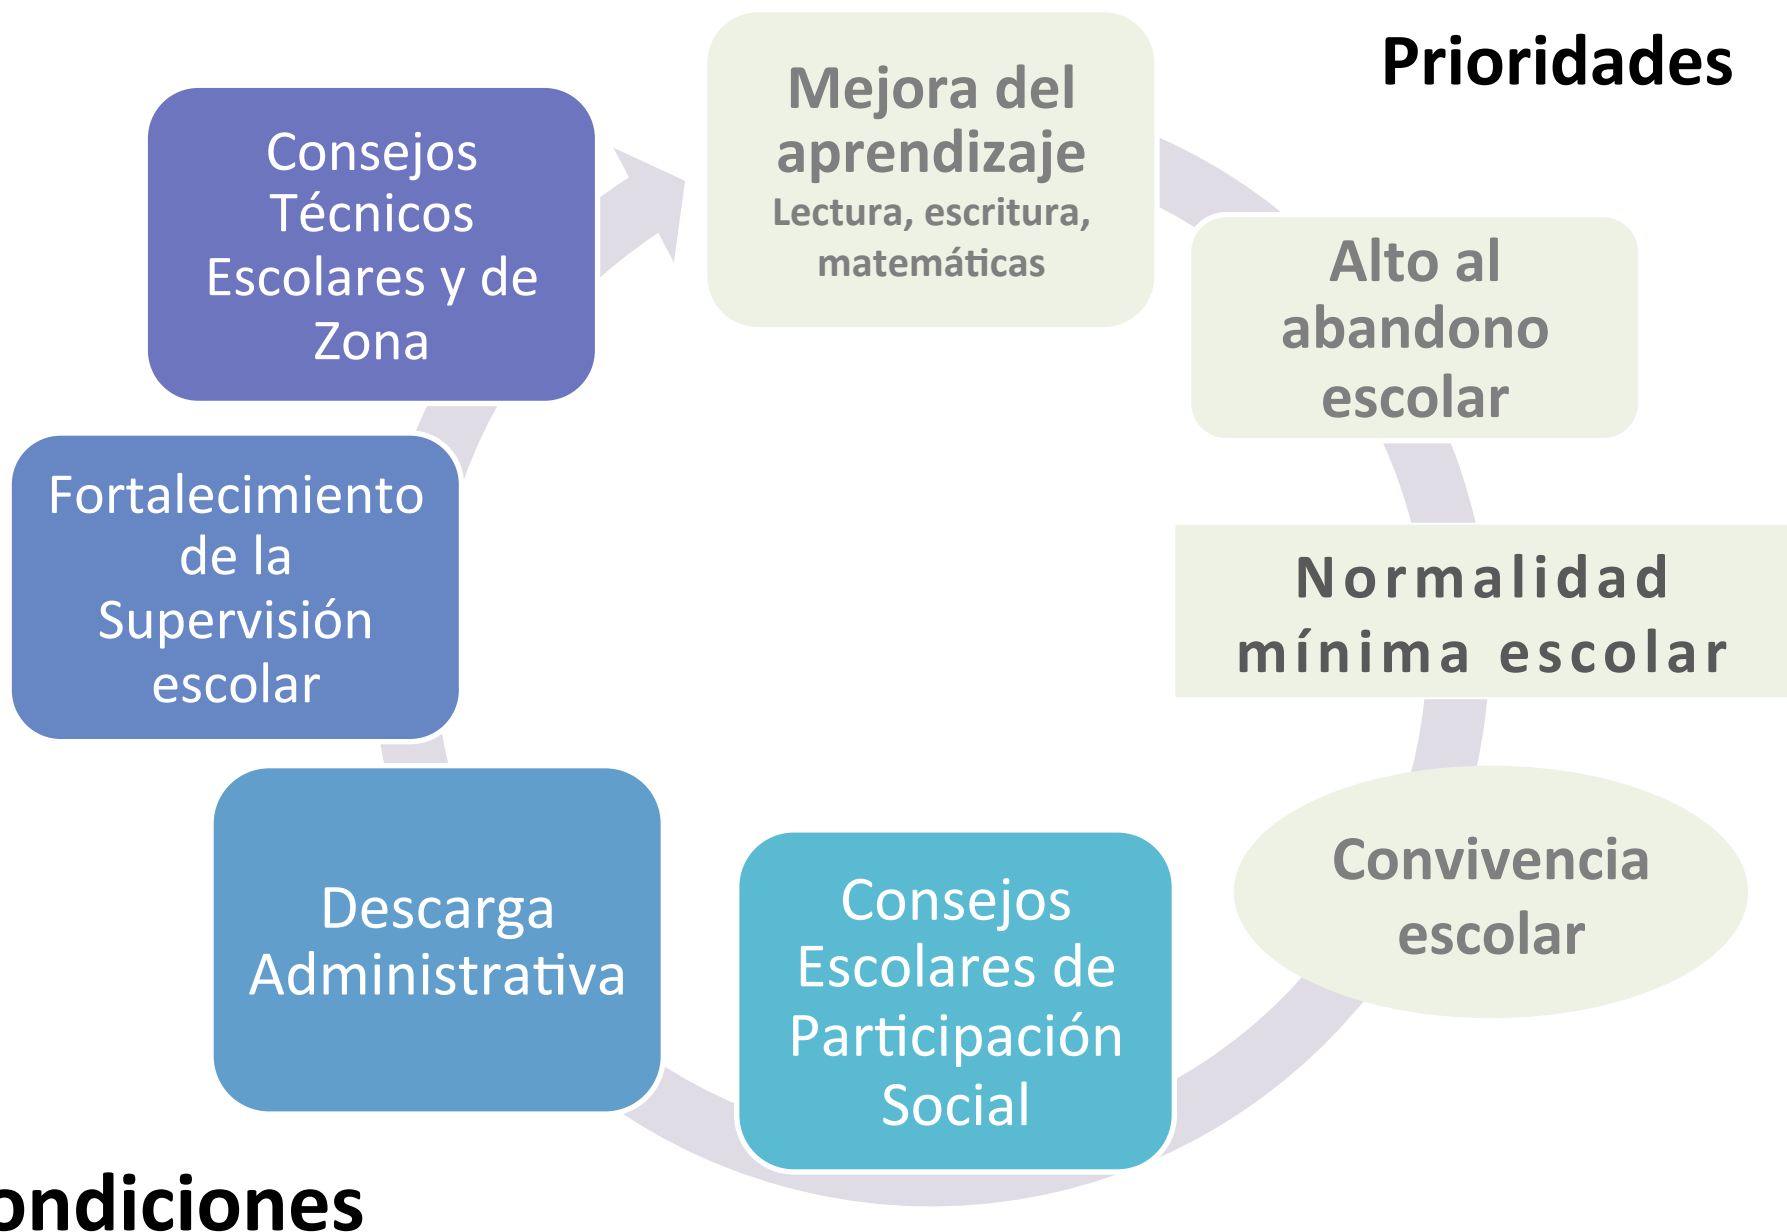 Prioridades
Mejora del
aprendizaje
Lectura, escritura,
matemáticas
Alto al
abandono
escolar
Normalidad
mínima escolar
Convivencia
escolar
Consejos
Escolares de
Participación
Social
Descarga
Administrativa
Fortalecimiento
de la
Supervisión
escolar
Consejos
Técnicos
Escolares y de
Zona
ondiciones